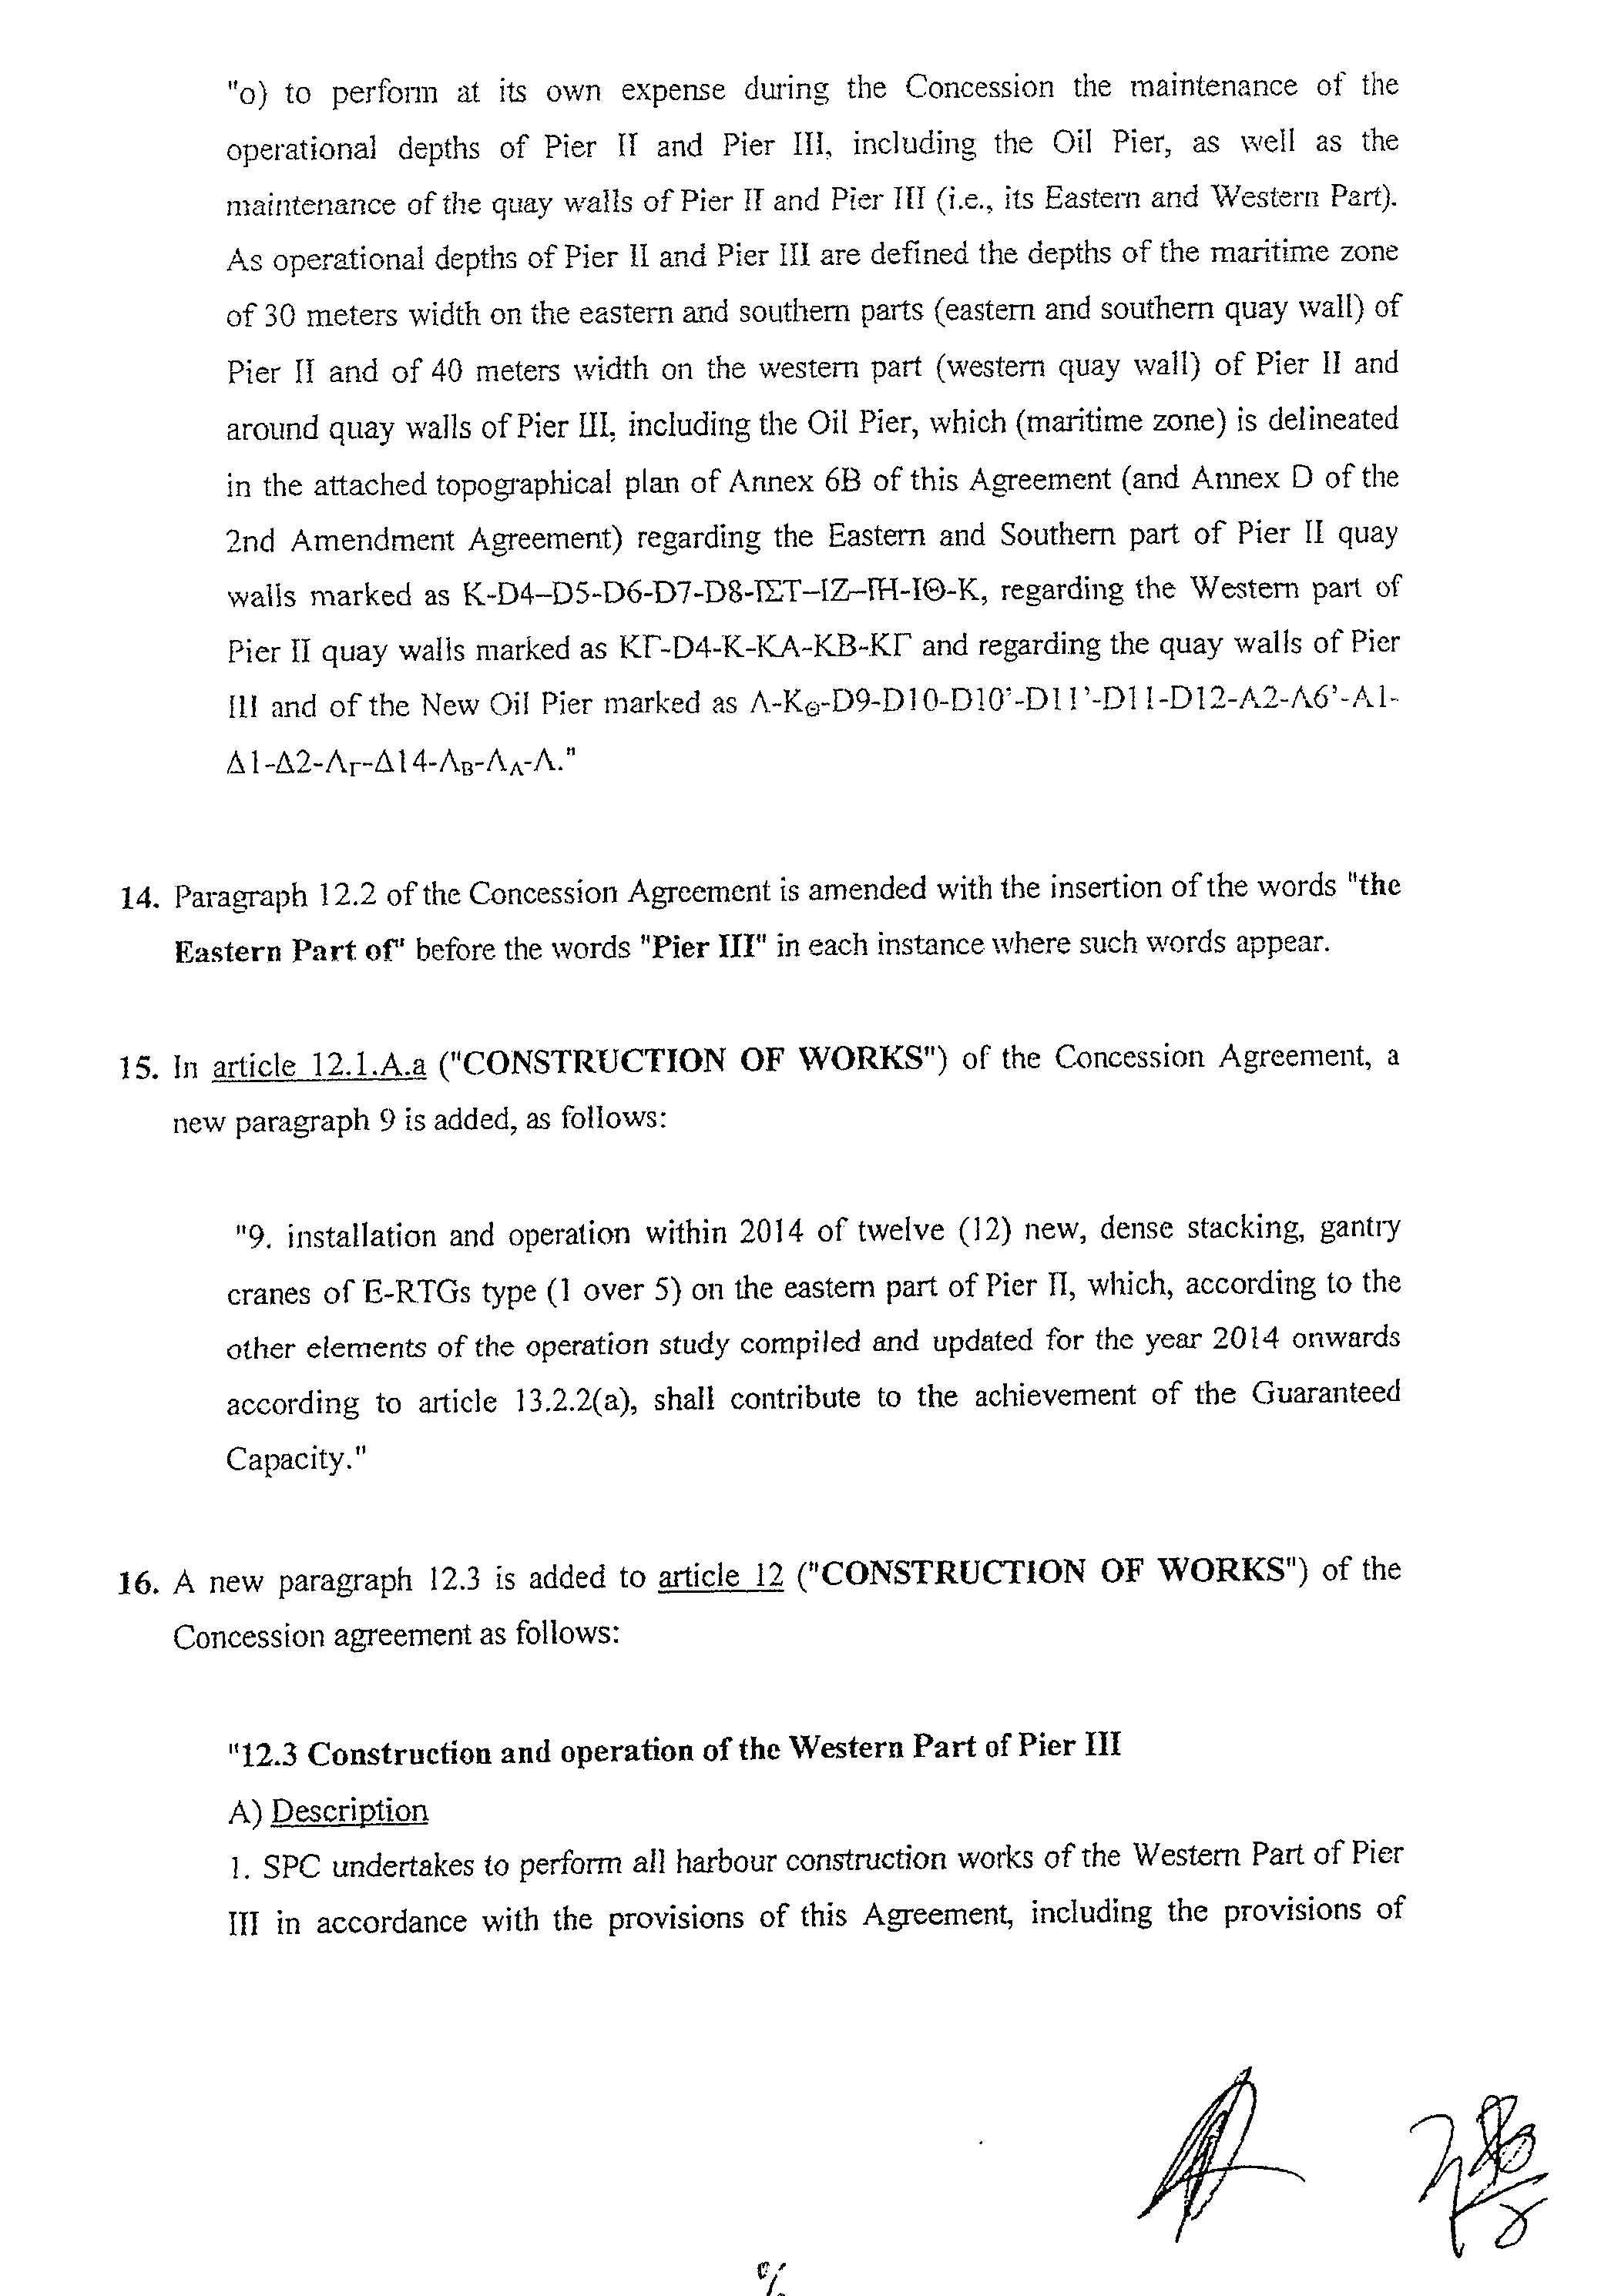 "o) to perform at its own expense during the Concession the maintenance of the
operational depths of Pier II and Pier III, including the Oil Pier, as well as the
maintenance of the quay walls of Pier II and Pier III (i.e., its Eastern and Western Part).
As operational depths of Pier II and Pier III are defined the depths of the maritime zone
of 30 meters width on the eastern and southern parts (eastern and southern quay wall) of
Pier II and of 40 meters width on the western part (western quay wall) of Pier II and
around quay walls of Pier III, including the Oil Pier, which (maritime zone) is delineated
in the attached topographical plan of Annex 6B of this Agreement (and Annex D of the
2nd Amendment Agreement) regarding the Eastern and Southern part of Pier II quay
walls marked as K-D4–D5-D6-D7-D8-ΙΣΤ–ΙΖ–ΙΗ-ΙΘ-Κ, regarding the Western part of
Pier II quay walls marked as ΚΓ-D4-K-KA-KB-ΚΓ and regarding the quay walls of Pier
III and of the New Oil Pier marked as Λ-KΘ-D9-D10-D10'-D11'-D11-D12-A2-Λ6'-A1-
Δ1-Δ2-ΛΓ-Δ14-ΛB-ΛΛ-Λ."
14. Paragraph 12.2 of the Concession Agreement is amended with the insertion of the words "the
Eastern Part of" before the words "Pier III" in each instance where such words appear.
15. In article 12.1.A.a ("CONSTRUCTION OF WORKS") of the Concession Agreement, a
new paragraph 9 is added, as follows:
"9. installation and operation within 2014 of twelve (12) new, dense stacking, gantry
cranes of E-RTGs type (1 over 5) on the eastern part of Pier II, which, according to the
other elements of the operation study compiled and updated for the year 2014 onwards
according to article 13.2.2(a), shall contribute to the achievement of the Guaranteed
Capacity."
16. A new paragraph 12.3 is added to article 12 ("CONSTRUCTION OF WORKS") of the
Concession agreement as follows:
"12.3 Construction and operation of the Western Part of Pier III
A) Description
1. SPC undertakes to perform all harbour construction works of the Western Part of Pier
III in accordance with the provisions of this Agreement, including the provisions of